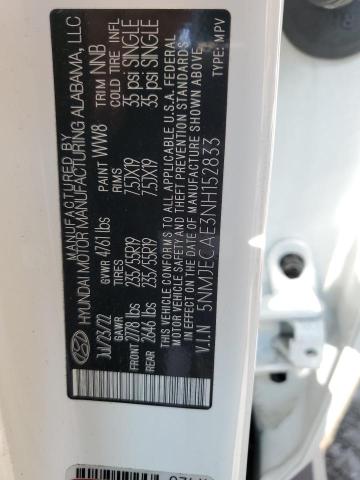 MANUFACTURED BY
HYUNDAI MOTOR MANUFACTURING ALABAMA, LLC
JUL/23/22 GVWR 4761 lbs PAINT WW8 TRIM NNB
GAWR TIRES RIMS COLD TIRE INFL
FRONT 2778 lbs 235/55R19 7.5JX19 35 psi SINGLE
REAR 2646 lbs 235/55R19 7.5JX19 35 psi SINGLE
THIS VEHICLE CONFORMS TO ALL APPLICABLE U.S.A. FEDERAL
MOTOR VEHICLE SAFETY AND THEFT PREVENTION STANDARDS
IN EFFECT ON THE DATE OF MANUFACTURE SHOWN ABOVE.
V.I.N 5NMJECAE3NH152833 TYPE: MPV